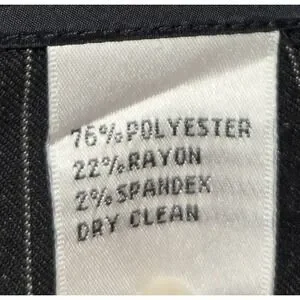 76%POLYESTER
22%RAYON
2%SPANDEX
DRY CLEAN